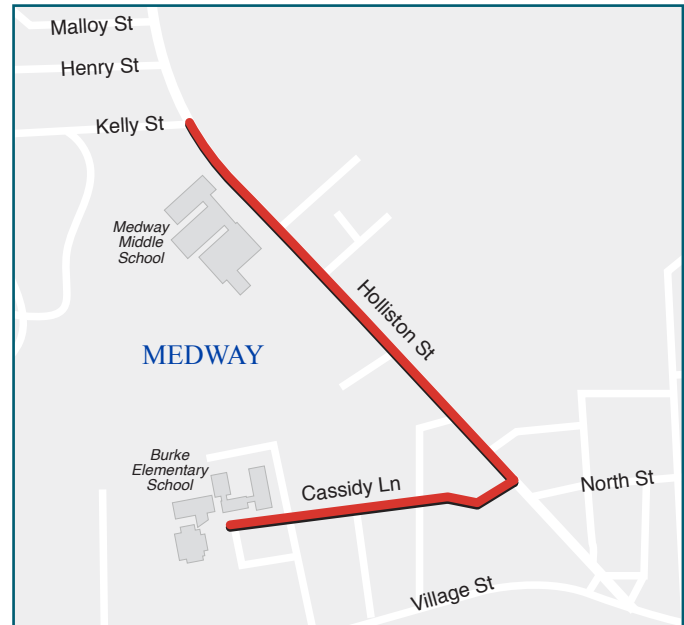 Malloy St
Henry St
Kelly St
Medway
Middle
School
Holliston St
MEDWAY
Burke
Elementary
School
Cassidy Ln
North St
Village St